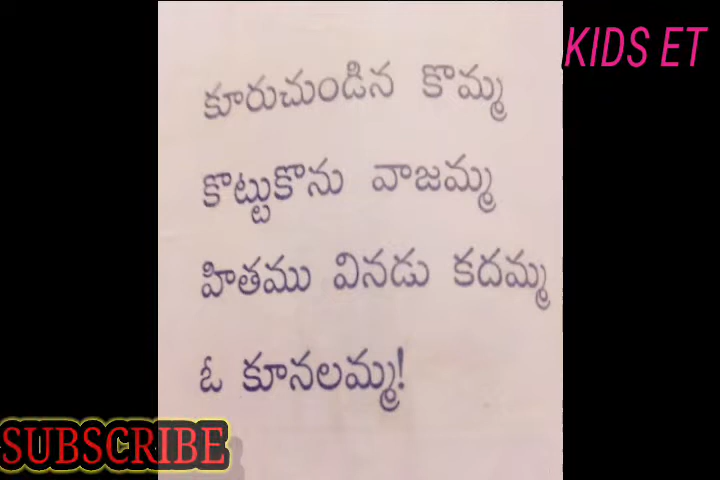 KIDS ET
కూరుచుండిన కొమ్మ
కొట్టుకొను వాజమ్మ
హితము వినడు కదమ్మ
ఓ కూనలమ్మ!
SUBSCRIBE